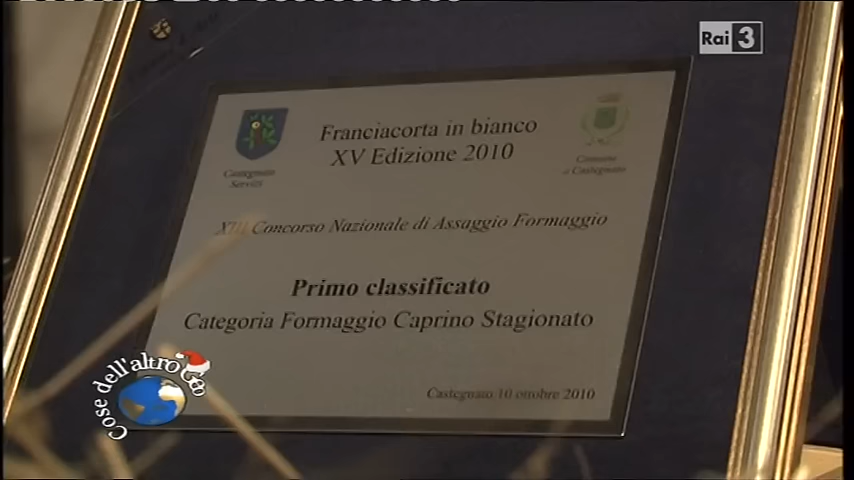 Rai 3
Franciacorta in bianco
XV Edizione 2010
Castegnato
Servizi
Comune
di Castegnato
Concorso Nazionale di Assaggio Formaggio
Primo classificato
Categoria Formaggio Caprino Stagionato
Castegnato 10 ottobre 2010
Cose dell'altro Geo